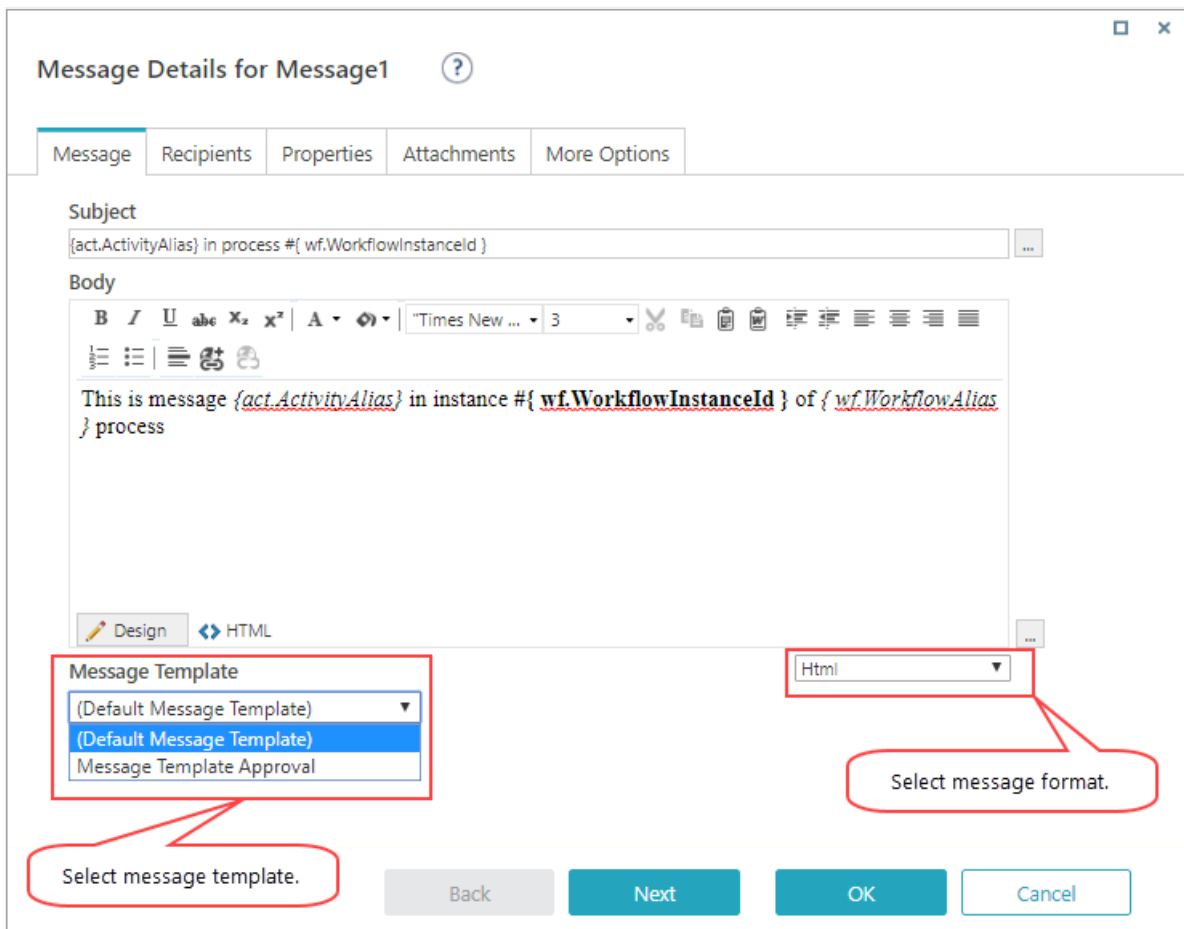 Message Details for Message1 ?
Message Recipients Properties Attachments More Options
Subject
{act.ActivityAlias} in process #{ wf.WorkflowInstanceId }
...
Body
B I U abc X₂ x² A "Times New ... 3
This is message {act.ActivityAlias} in instance #{ wf.WorkflowInstanceId } of { wf.WorkflowAlias
} process
Design HTML
...
Message Template
Html
(Default Message Template)
(Default Message Template)
Message Template Approval
Select message format.
Select message template.
Back Next OK Cancel